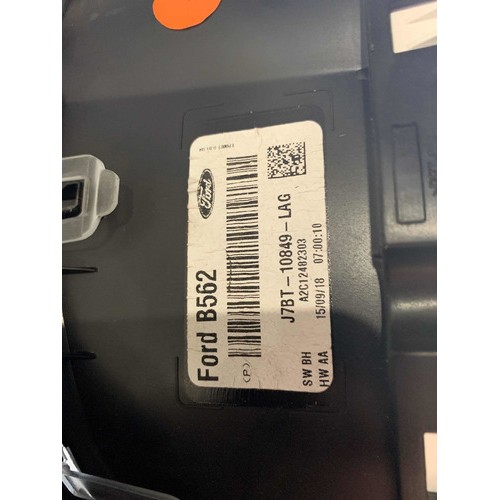 Ford
Ford B562
(P)
J7BT-10849-LAG
A2C12482303
15/09/18 07:00:10
SW BH
HW AA